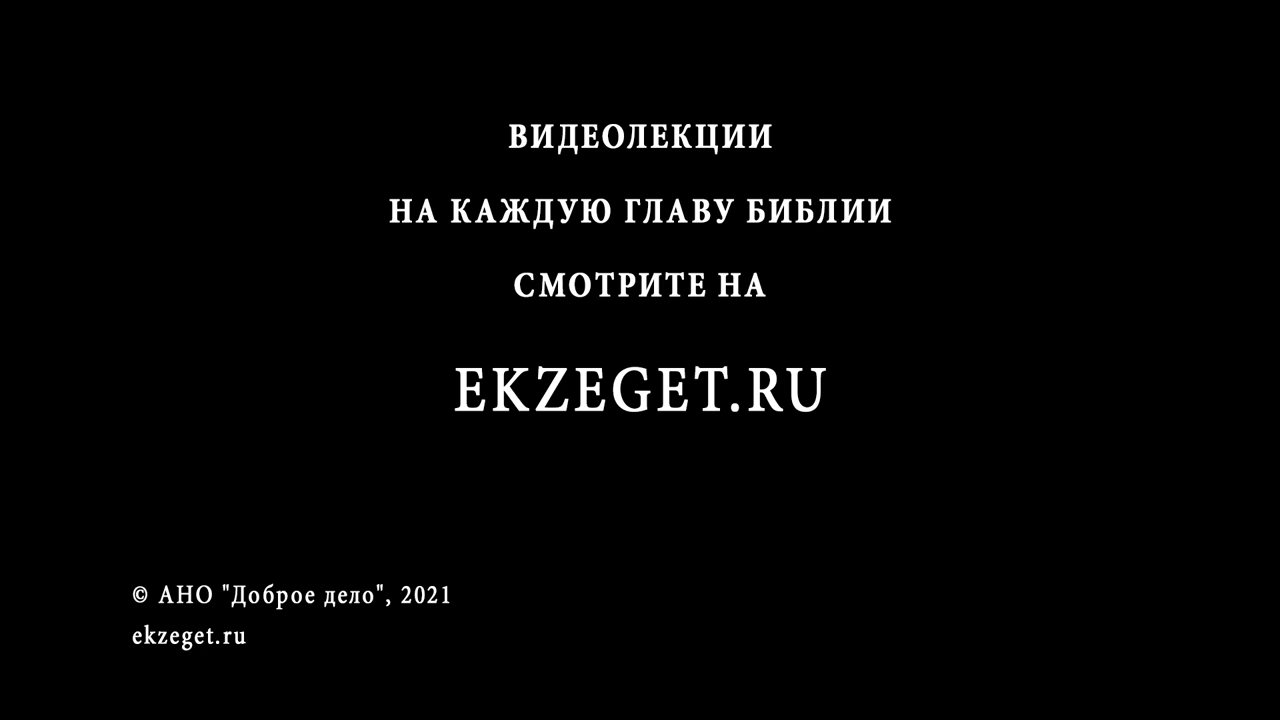 ВИДЕОЛЕКЦИИ
НА КАЖДУЮ ГЛАВУ БИБЛИИ
СМОТРИТЕ НА
EKZEGET.RU
© АНО "Доброе дело", 2021
ekzeget.ru